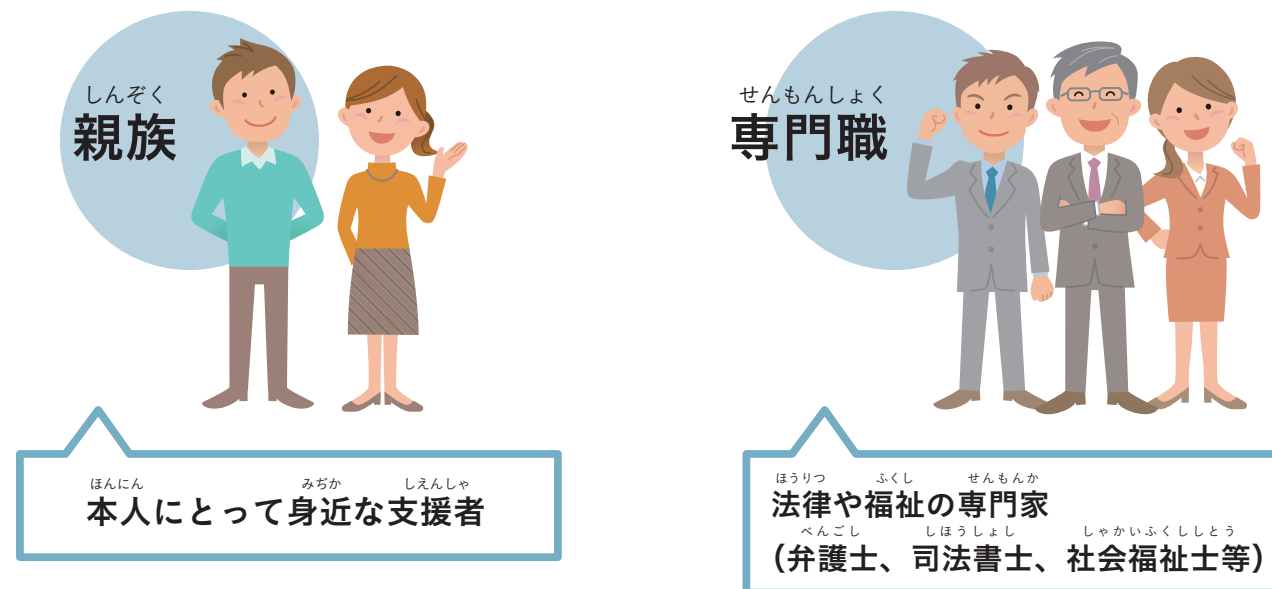 しんぞく
親族
ほんにん みぢか しえんしゃ
本人にとって身近な支援者
せんもんしょく
専門職
ほうりつ ふくし せんもんか
法律や福祉の専門家
べんごし しほうしょし しゃかいふくししとう
(弁護士、司法書士、社会福祉士等)